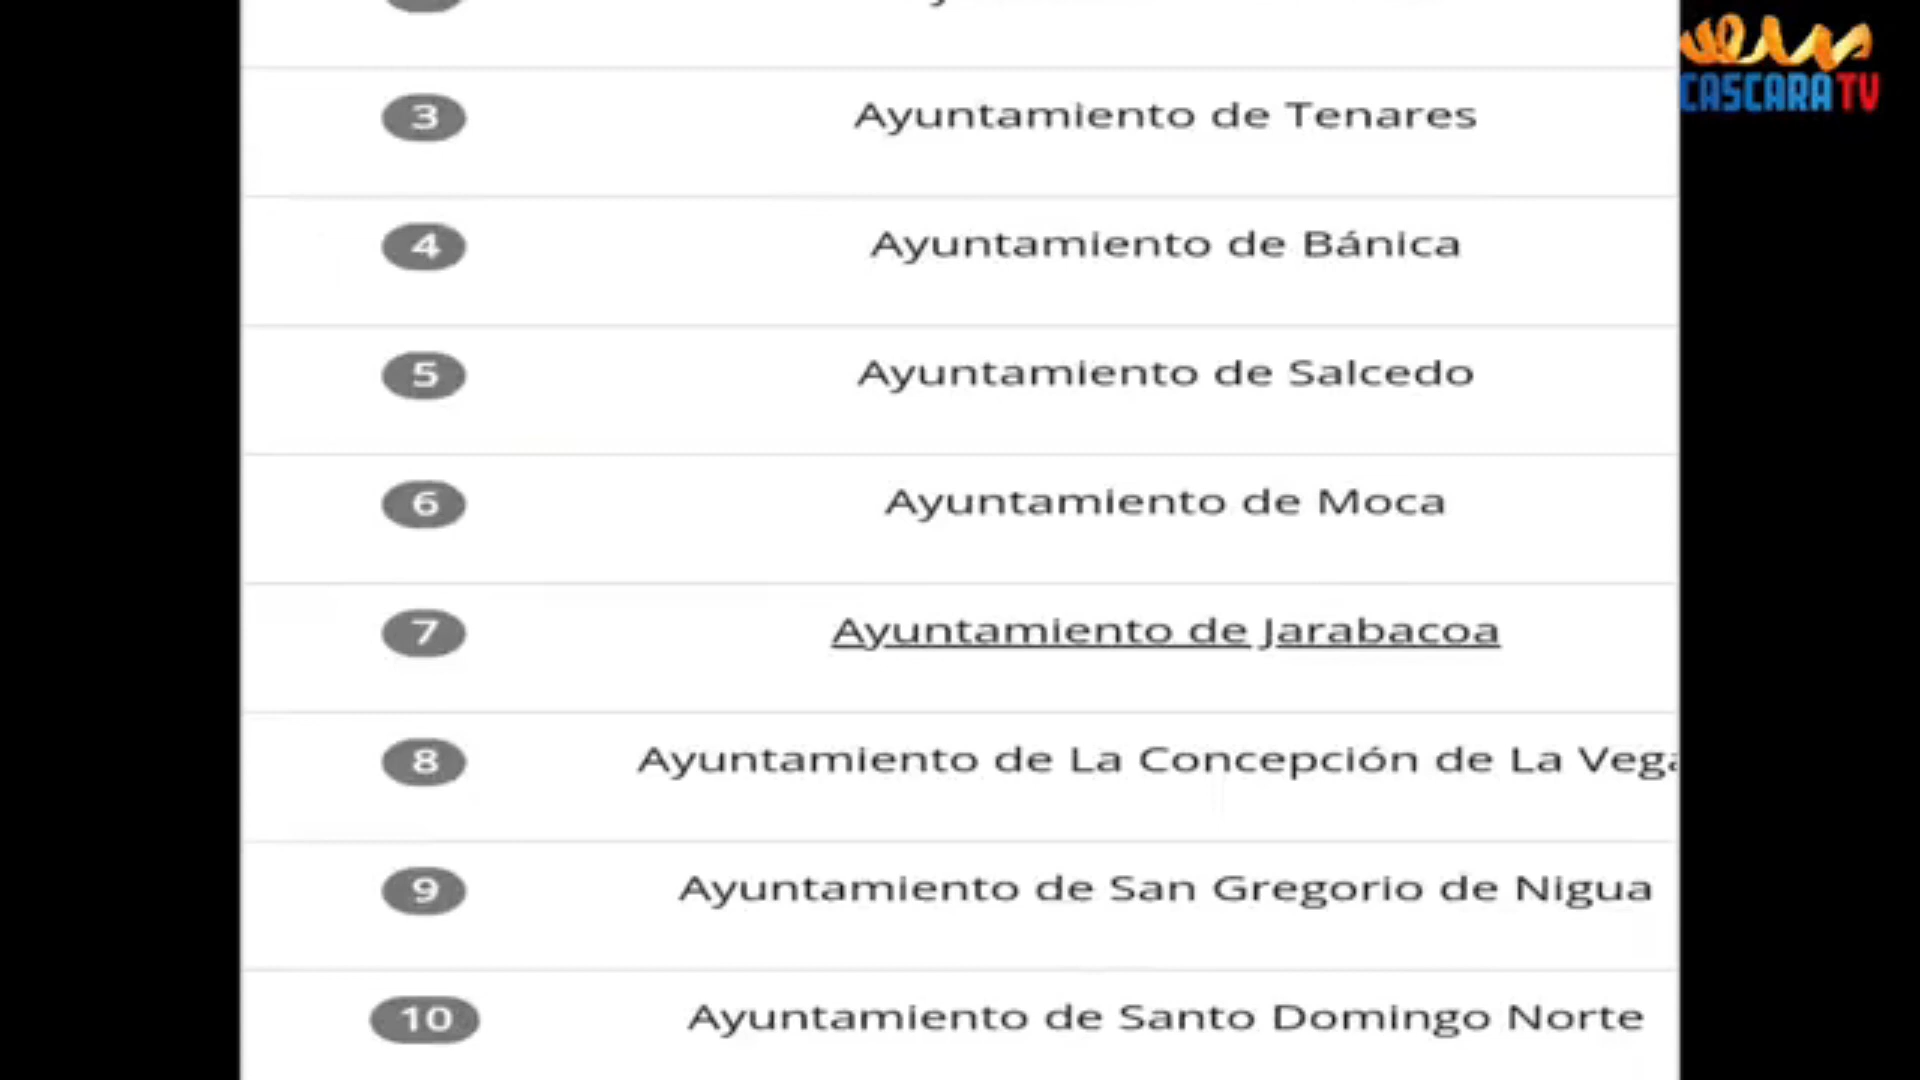 CASCARA TV
3 Ayuntamiento de Tenares
4 Ayuntamiento de Bánica
5 Ayuntamiento de Salcedo
6 Ayuntamiento de Moca
7 Ayuntamiento de Jarabacoa
8 Ayuntamiento de La Concepción de La Vega
9 Ayuntamiento de San Gregorio de Nigua
10 Ayuntamiento de Santo Domingo Norte